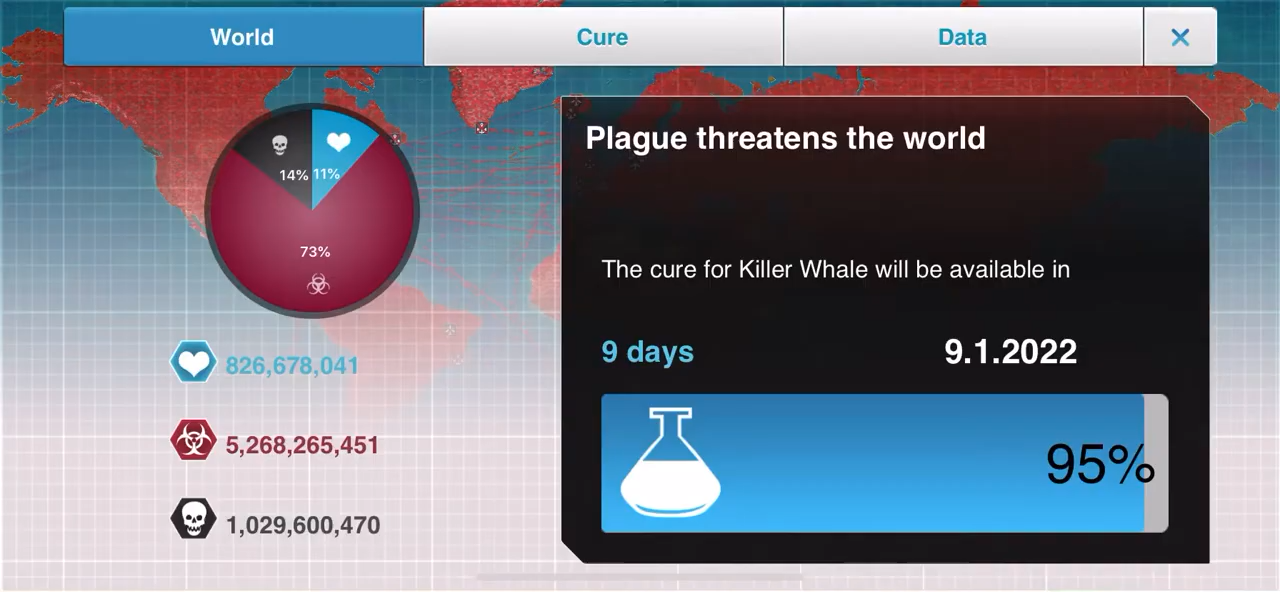 World
Cure
Data
14%
11%
73%
826,678,041
5,268,265,451
1,029,600,470
Plague threatens the world
The cure for Killer Whale will be available in
9 days
9.1.2022
95%